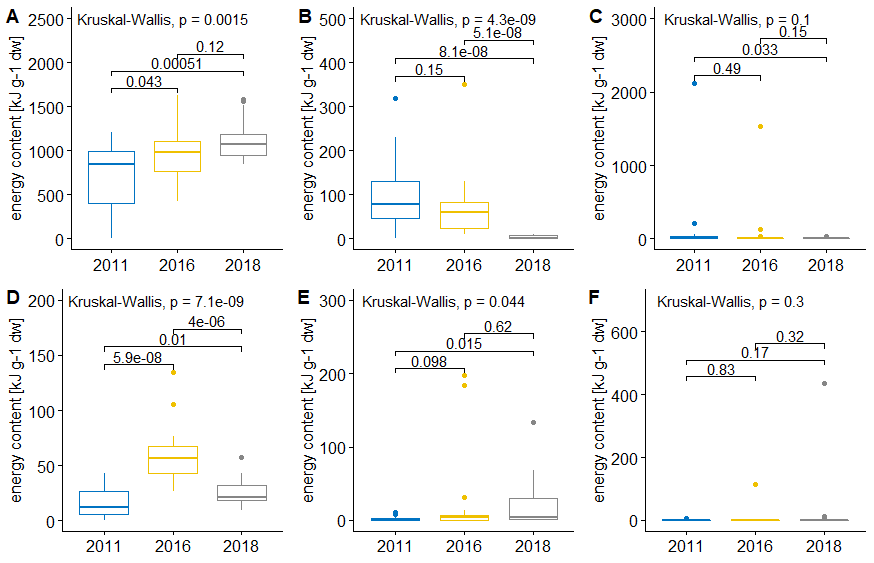 A
Kruskal-Wallis, p = 0.0015
energy content [kJ g-1 dw]
2500
2000
1500
1000
500
0
0.12
0.00051
0.043
2011 2016 2018
B
Kruskal-Wallis, p = 4.3e-09
energy content [kJ g-1 dw]
500
400
300
200
100
0
5.1e-08
8.1e-08
0.15
2011 2016 2018
C
Kruskal-Wallis, p = 0.1
energy content [kJ g-1 dw]
3000
2000
1000
0
0.15
0.033
0.49
2011 2016 2018
D
Kruskal-Wallis, p = 7.1e-09
energy content [kJ g-1 dw]
200
150
100
50
0
4e-06
0.01
5.9e-08
2011 2016 2018
E
Kruskal-Wallis, p = 0.044
energy content [kJ g-1 dw]
300
200
100
0
0.62
0.015
0.098
2011 2016 2018
F
Kruskal-Wallis, p = 0.3
energy content [kJ g-1 dw]
600
400
200
0
0.32
0.17
0.83
2011 2016 2018